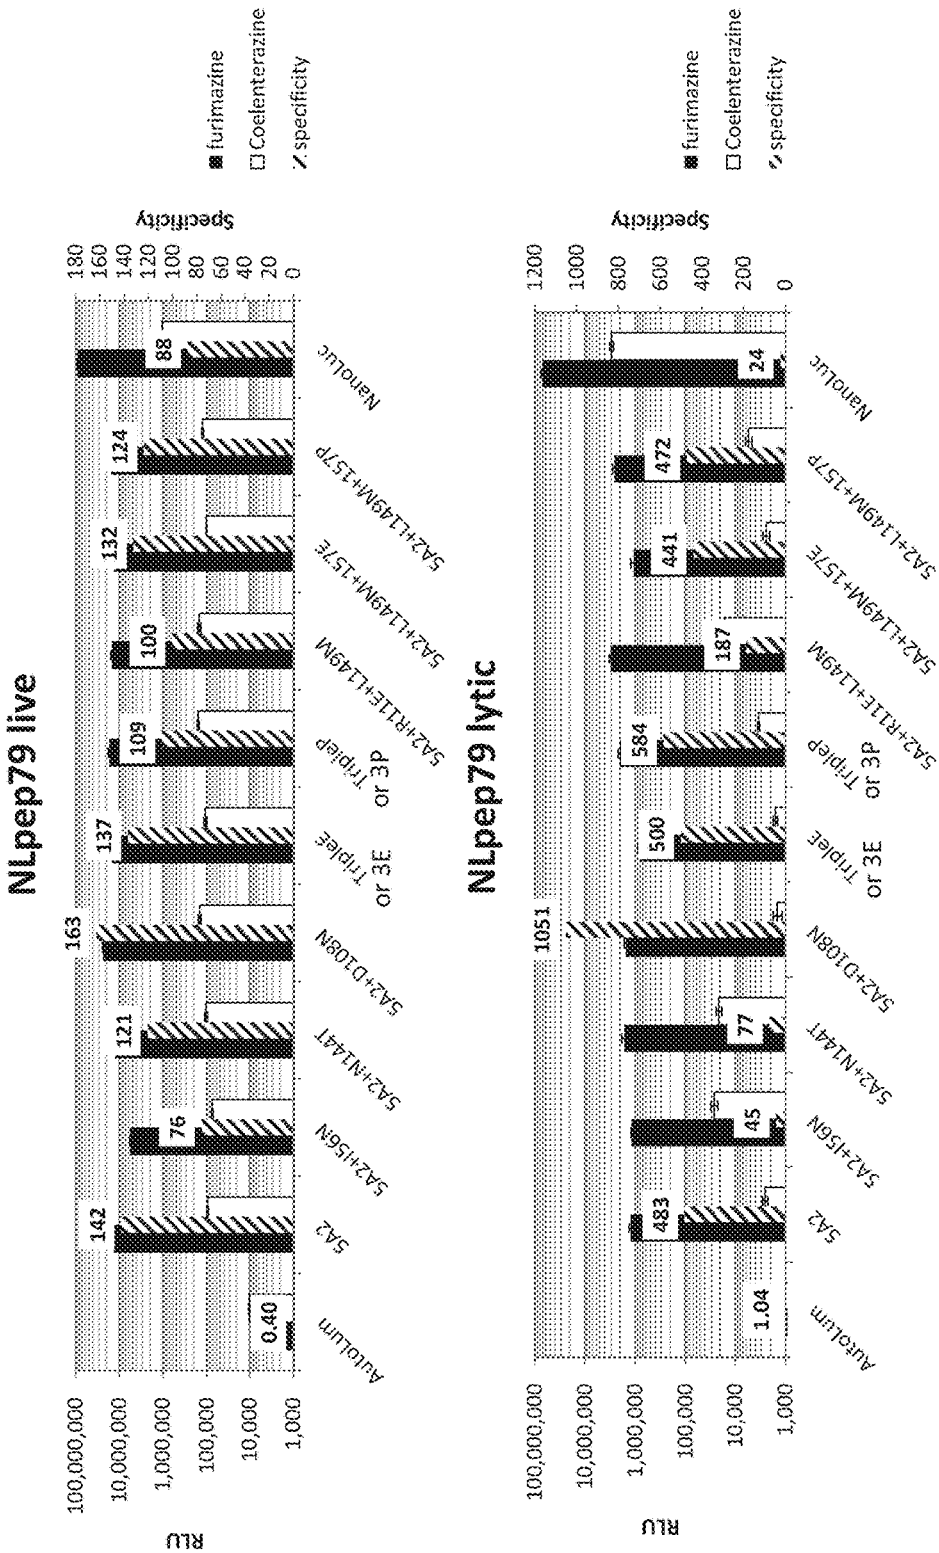 NLpep79 live
100,000,000
10,000,000
1,000,000
100,000
10,000
1,000
RLU
180
160
140
120
100
80
60
40
20
0
Specificity
0.40
142
76
121
163
137
109
100
132
124
88
AutoLum
5A2
5A2+I56N
5A2+N144T
5A2+D108N
TripleE
or 3E
TripleP
or 3P
5A2+R11E+L149M
5A2+L149M+157E
5A2+L149M+157P
NanoLuc
furimazine
Coelenterazine
specificity
NLpep79 lytic
100,000,000
10,000,000
1,000,000
100,000
10,000
1,000
RLU
1200
1000
800
600
400
200
0
Specificity
1.04
483
45
77
1051
500
584
187
441
472
24
AutoLum
5A2
5A2+I56N
5A2+N144T
5A2+D108N
TripleE
or 3E
TripleP
or 3P
5A2+R11E+L149M
5A2+L149M+157E
5A2+L149M+157P
NanoLuc
furimazine
Coelenterazine
specificity